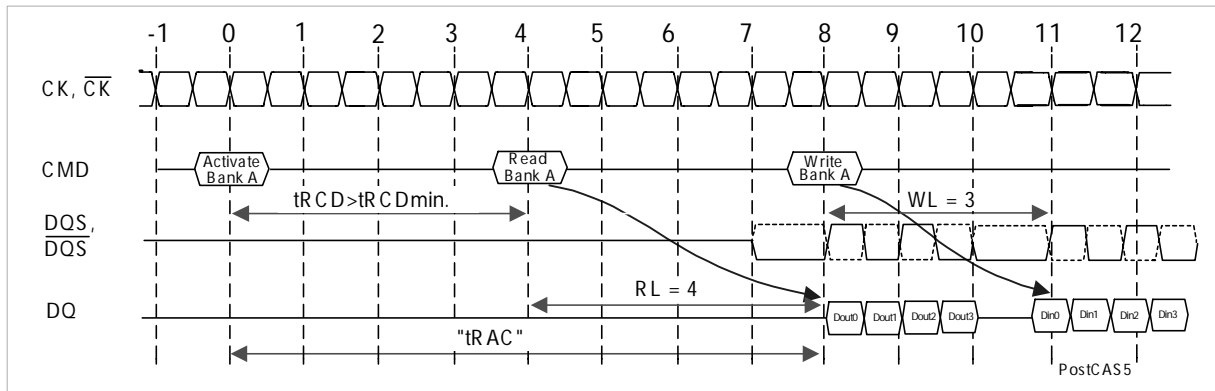 -1 0 1 2 3 4 5 6 7 8 9 10 11 12
CK, CK
CMD
Activate
Bank A
Read
Bank A
Write
Bank A
tRCD>tRCDmin.
WL = 3
DQS,
DQS
RL = 4
DQ
Dout0 Dout1 Dout2 Dout3
Din0 Din1 Din2 Din3
"tRAC"
PostCAS5